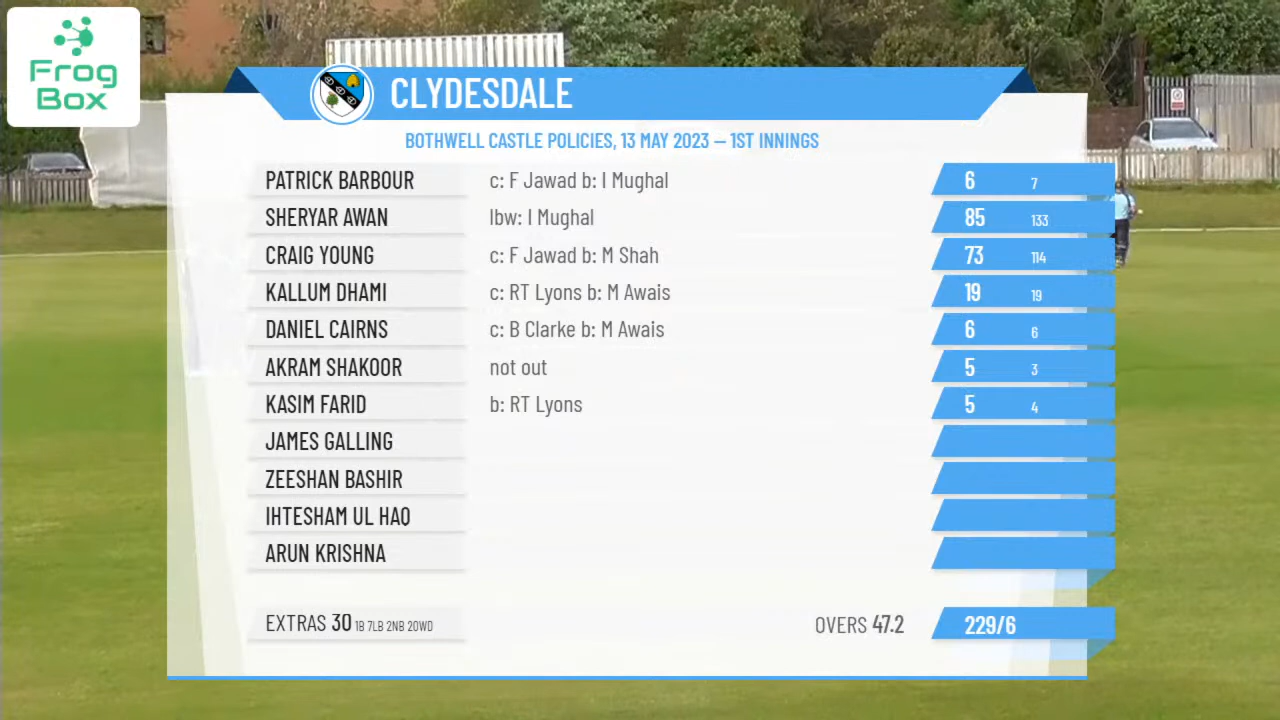 Frog
Box
CLYDESDALE
BOTHWELL CASTLE POLICIES, 13 MAY 2023 – 1ST INNINGS
PATRICK BARBOUR c: F Jawad b: I Mughal 6 7
SHERYAR AWAN lbw: I Mughal 85 133
CRAIG YOUNG c: F Jawad b: M Shah 73 114
KALLUM DHAMI c: RT Lyons b: M Awais 19 19
DANIEL CAIRNS c: B Clarke b: M Awais 6 6
AKRAM SHAKOOR not out 5 3
KASIM FARID b: RT Lyons 5 4
JAMES GALLING
ZEESHAN BASHIR
IHTESHAM UL HAQ
ARUN KRISHNA
EXTRAS 30 1B 7LB 2NB 20WD OVERS 47.2 229/6